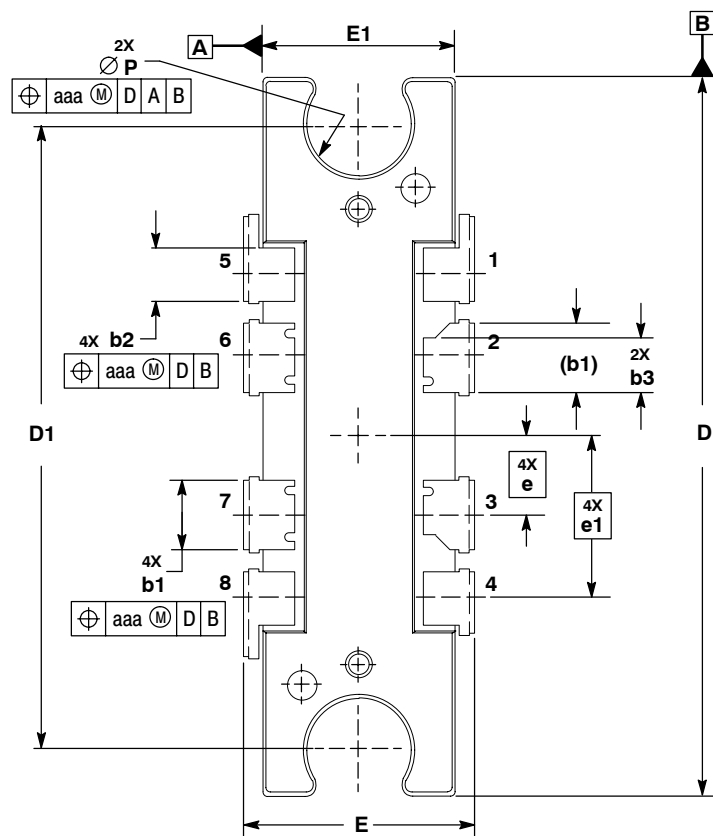 E1
A
B
2X
⌀ P
⌖ aaa Ⓜ D A B
5
1
4X b2
6
2
⌖ aaa Ⓜ D B
(b1)
2X
b3
D1
D
4X
e
4X
e1
7
3
4X
b1
8
4
⌖ aaa Ⓜ D B
E